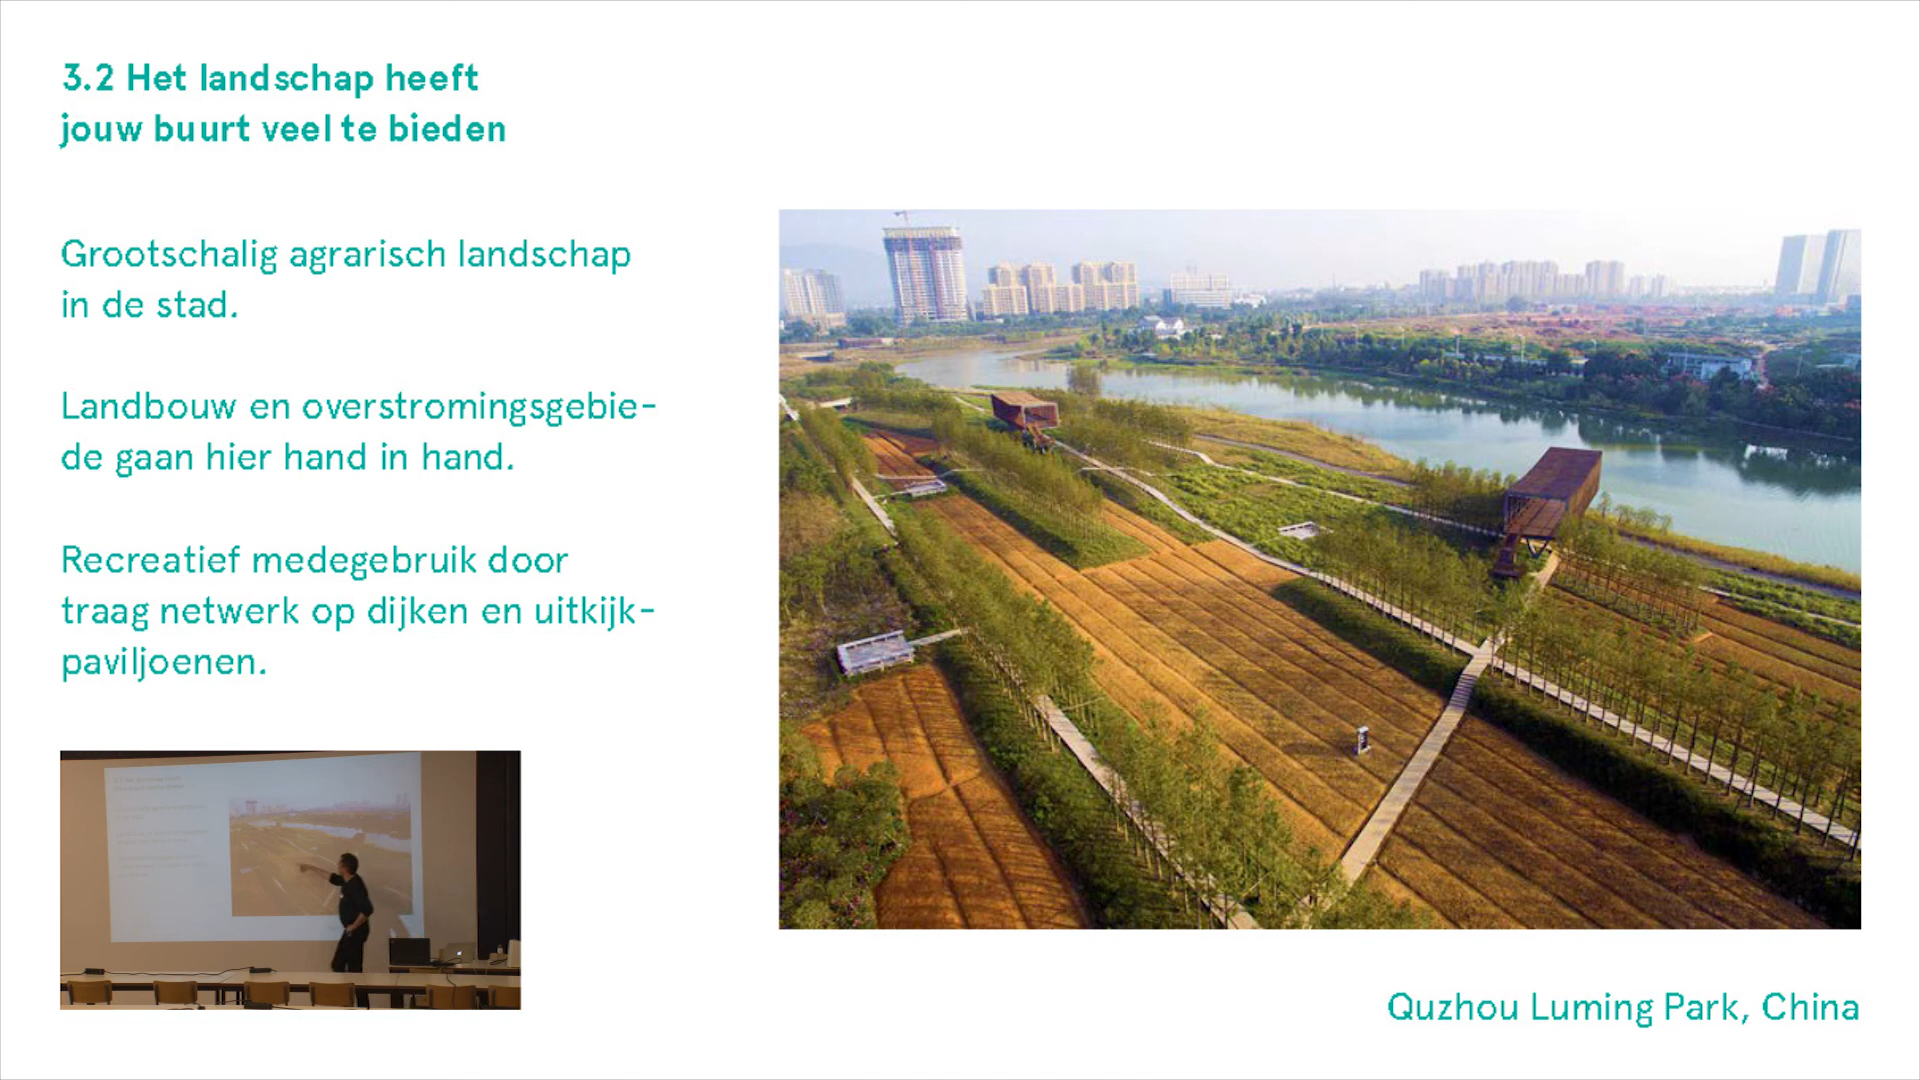 3.2 Het landschap heeft
jouw buurt veel te bieden
Grootschalig agrarisch landschap
in de stad.
Landbouw en overstromingsgebie-
de gaan hier hand in hand.
Recreatief medegebruik door
traag netwerk op dijken en uitkijk-
paviljoenen.
Quzhou Luming Park, China